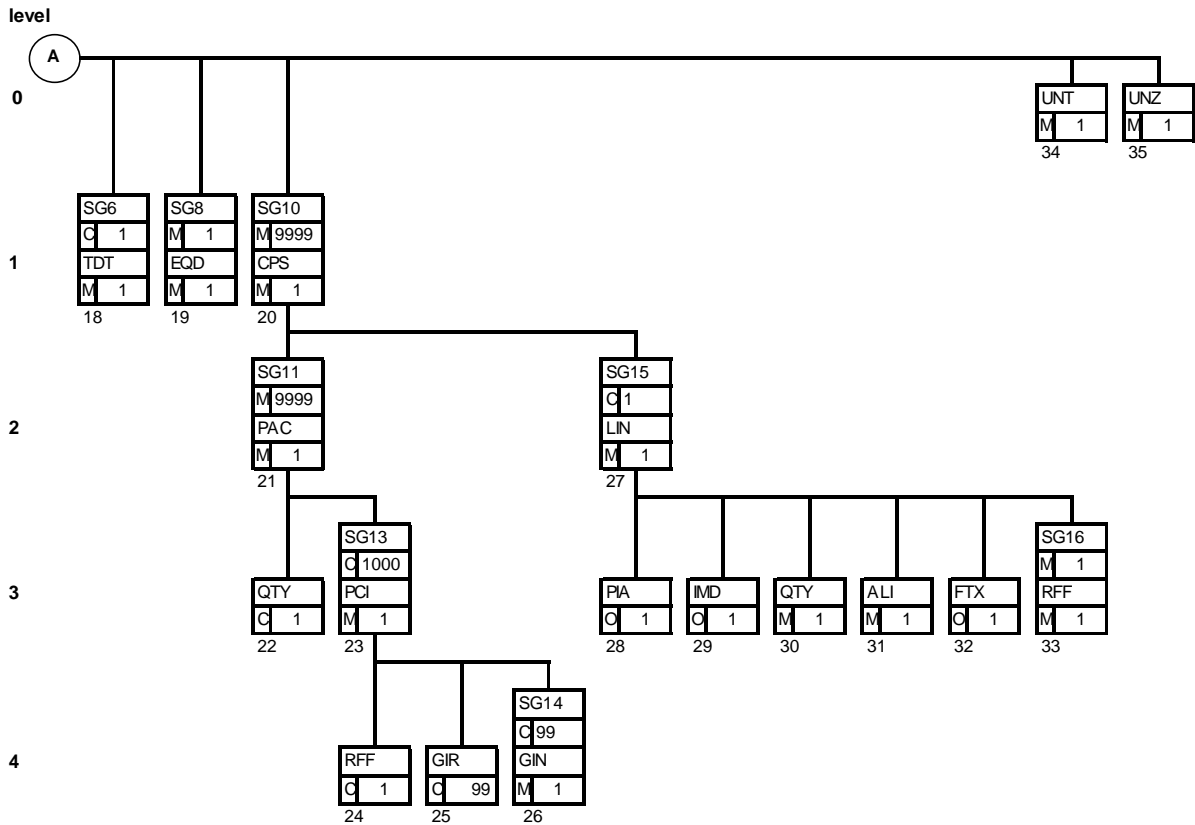 level
A
0
UNT UNZ
M 1 M 1
34 35
SG6 SG8 SG10
C 1 M 1 M 9999
1
TDT EQD CPS
M 1 M 1 M 1
18 19 20
SG11 SG15
M 9999 C 1
2
PAC LIN
M 1 M 1
21 27
SG13 SG16
C 1000 M 1
3
QTY PCI PIA IMD QTY ALI FTX RFF
C 1 M 1 O 1 O 1 M 1 M 1 O 1 M 1
22 23 28 29 30 31 32 33
SG14
C 99
4
RFF GIR GIN
C 1 C 99 M 1
24 25 26